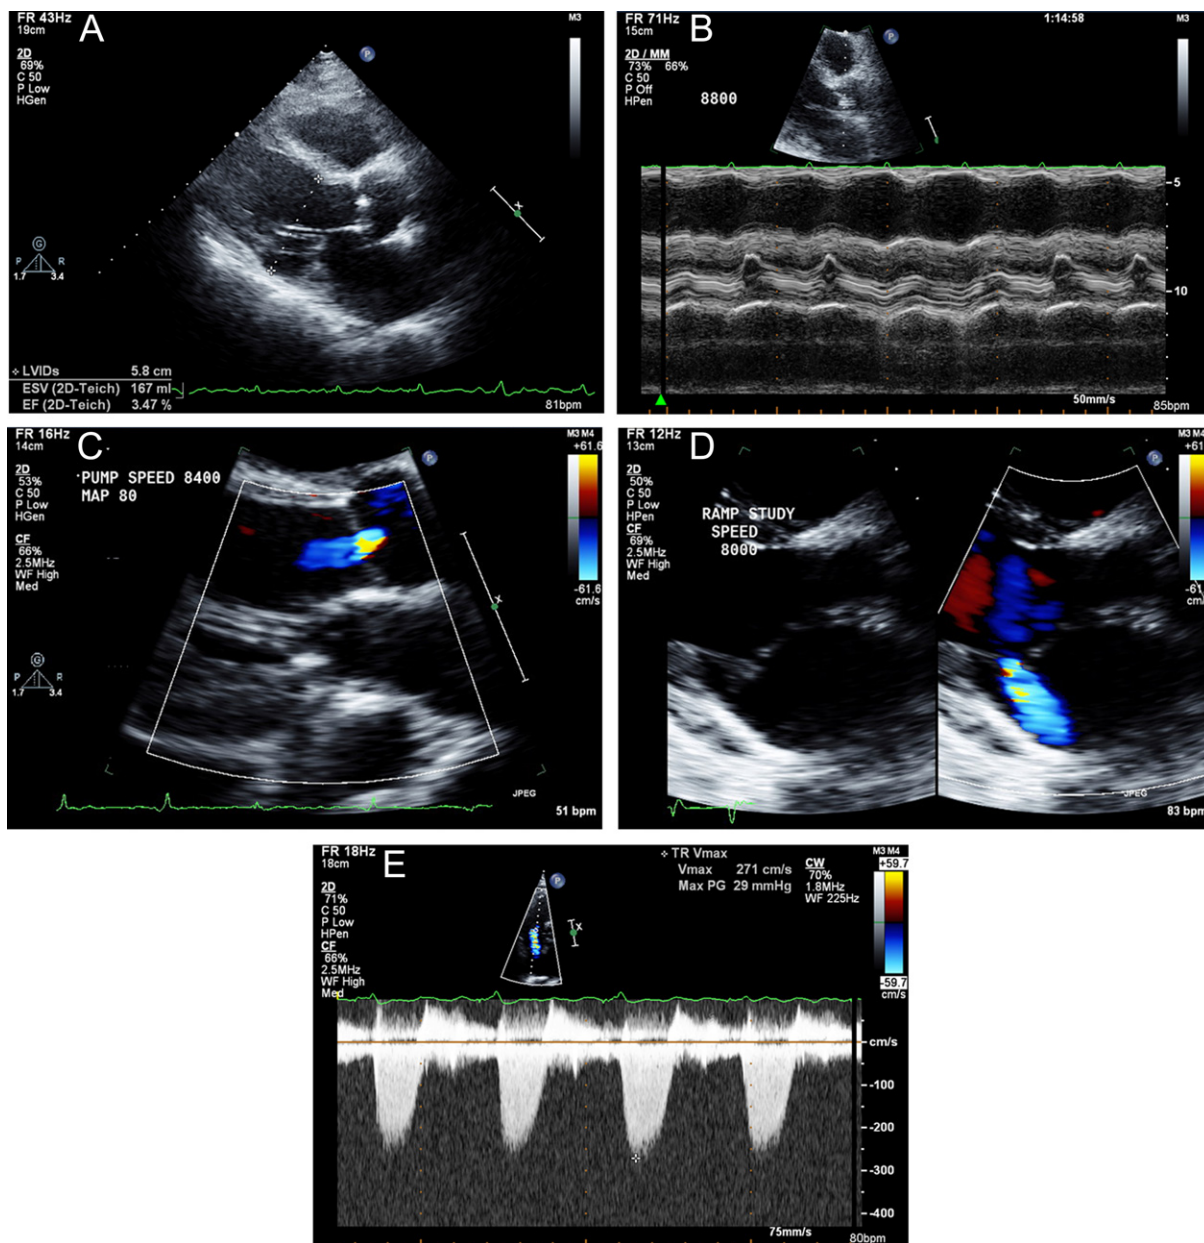 FR 43Hz
19cm
A
M3
2D
69%
C 50
P Low
HGen
P
G
P R
1.7 3.4
x
LVIDs 5.8 cm
ESV (2D-Teich) 167 ml
EF (2D-Teich) 3.47 %
81bpm
FR 71Hz
15cm
B
1:14:58
M3
2D / MM
73% 66%
C 50
P Off
HPen
8800
P
5
10
50mm/s
85bpm
FR 16Hz
14cm
C
M3 M4
+61.6
2D
53%
C 50
P Low
HGen
CF
66%
2.5MHz
WF High
Med
PUMP SPEED 8400
MAP 80
P
-61.6
cm/s
x
G
P R
1.7 3.4
JPEG
51 bpm
FR 12Hz
13cm
D
M3 M4
2D
50%
C 50
P Low
HPen
CF
69%
2.5MHz
WF High
Med
RAMP STUDY
SPEED
8000
P
cm/s
JPEG
83 bpm
FR 18Hz
18cm
E
TR Vmax
Vmax 271 cm/s
Max PG 29 mmHg
CW
70%
1.8MHz
WF 225Hz
M3 M4
+59.7
2D
71%
C 50
P Low
HPen
CF
66%
2.5MHz
WF High
Med
P
x
-59.7
cm/s
cm/s
-100
-200
-300
-400
75mm/s
80bpm